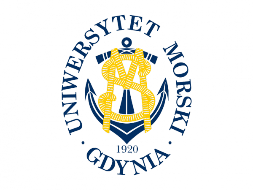 UNIWERSYTET MORSKI
1920
· GDYNIA ·